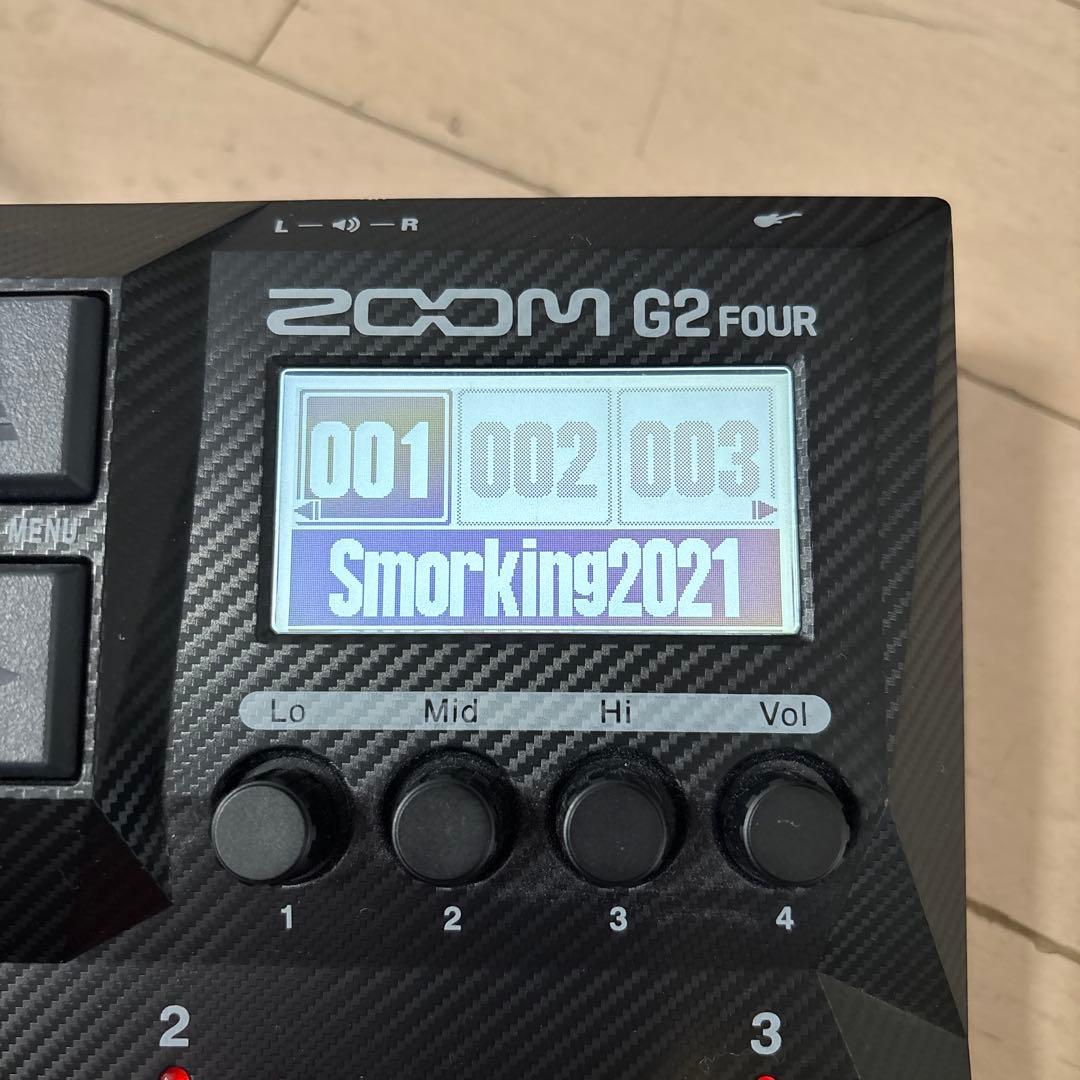 L R
ZOOM G2 FOUR
001 002 003
Smorking2021
MENU
Lo Mid Hi Vol
1 2 3 4
2 3